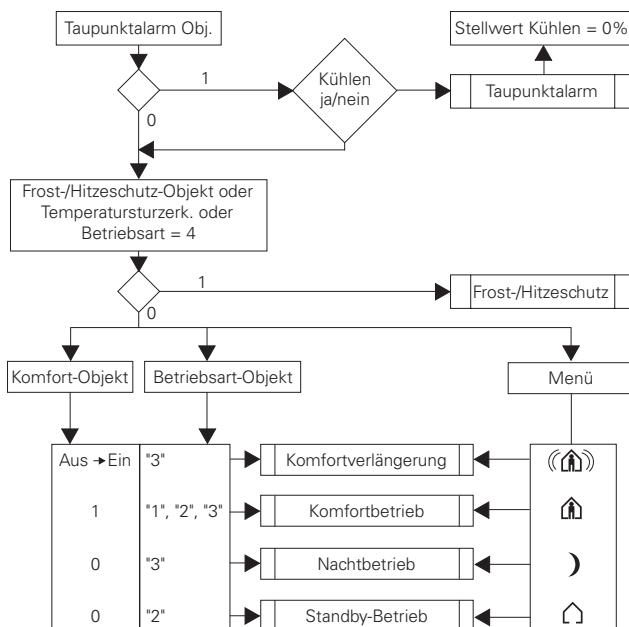 Taupunktalarm Obj.
Stellwert Kühlen = 0%
1
Kühlen
ja/nein
Taupunktalarm
0
Frost-/Hitzeschutz-Objekt oder
Temperatursturzerk. oder
Betriebsart = 4
1
Frost-/Hitzeschutz
0
Komfort-Objekt
Betriebsart-Objekt
Menü
Aus → Ein "3" Komfortverlängerung
1 "1", "2", "3" Komfortbetrieb
0 "3" Nachtbetrieb
0 "2" Standby-Betrieb